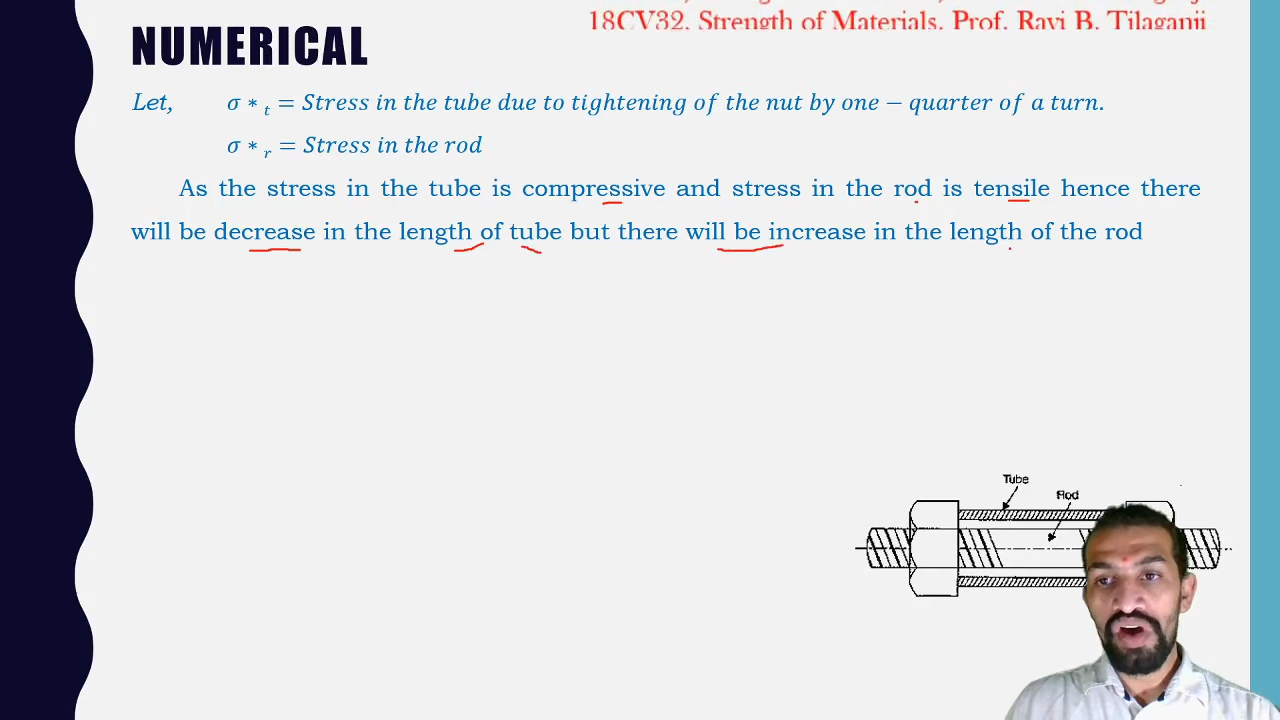 18CV32, Strength of Materials, Prof. Ravi B. Tilaganji
NUMERICAL
Let, σ ∗ t = Stress in the tube due to tightening of the nut by one − quarter of a turn.
σ ∗ r = Stress in the rod
As the stress in the tube is compressive and stress in the rod is tensile hence there
will be decrease in the length of tube but there will be increase in the length of the rod
Tube
Rod